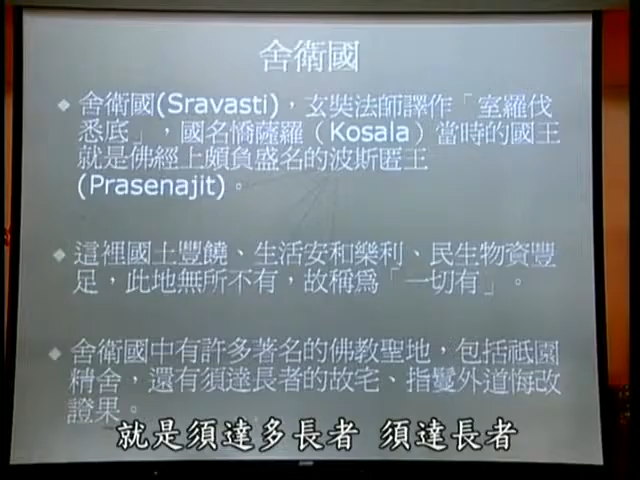 舍衛國
舍衛國(Sravasti)，玄奘法師譯作「室羅伐
悉底」，國名憍薩羅（Kosala）當時的國王
就是佛經上頗負盛名的波斯匿王
(Prasenajit)。
這裡國土豐饒、生活安和樂利、民生物資豐
足，此地無所不有，故稱為「一切有」。
舍衛國中有許多著名的佛教聖地，包括祇園
精舍，還有須達長者的故宅、指鬘外道悔改
證果。
就是須達多長者 須達長者